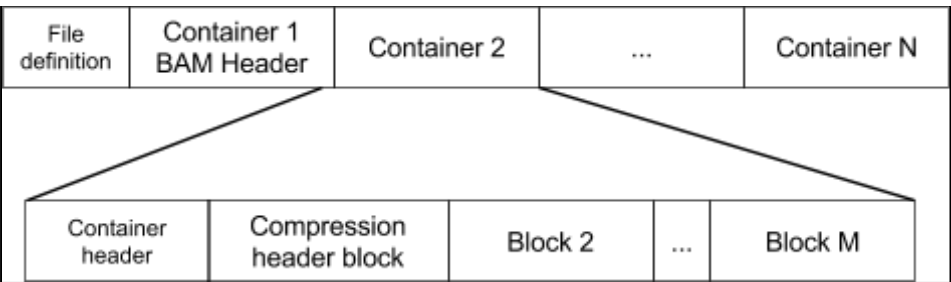 File
definition
Container 1
BAM Header
Container 2
...
Container N
Container
header
Compression
header block
Block 2
...
Block M